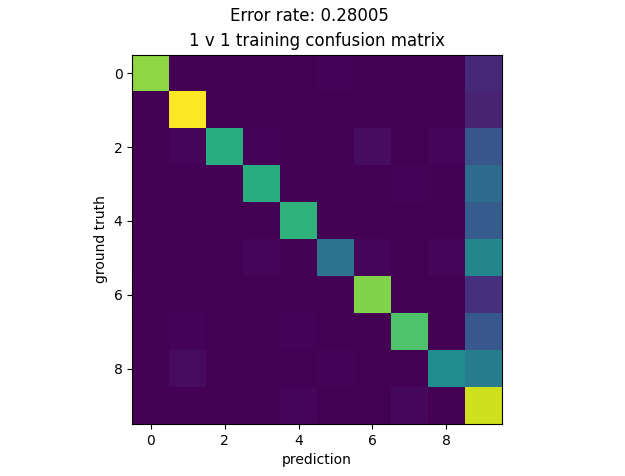 Error rate: 0.28005
1 v 1 training confusion matrix
0
2
4
6
8
ground truth
0 2 4 6 8
prediction